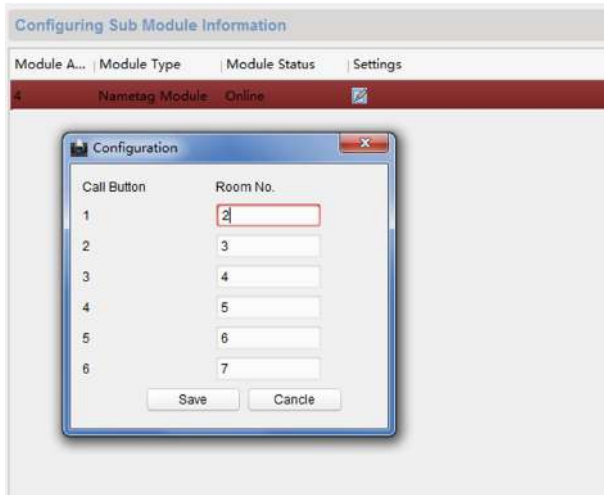 Configuring Sub Module Information
Module A... Module Type Module Status Settings
4 Nametag Module Online
Configuration
Call Button Room No.
1 2
2 3
3 4
4 5
5 6
6 7
Save Cancle